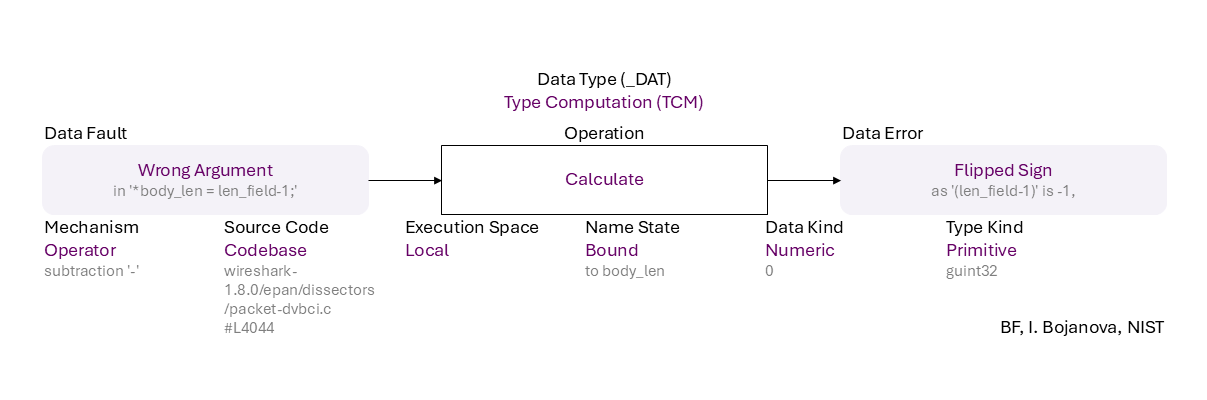 Data Type (_DAT)
Type Computation (TCM)
Data Fault
Operation
Data Error
Wrong Argument
in '*body_len = len_field-1;'
Calculate
Flipped Sign
as '(len_field-1)' is -1,
Mechanism
Operator
subtraction '-'
Source Code
Codebase
wireshark-
1.8.0/epan/dissectors
/packet-dvbci.c
#L4044
Execution Space
Local
Name State
Bound
to body_len
Data Kind
Numeric
0
Type Kind
Primitive
guint32
BF, I. Bojanova, NIST